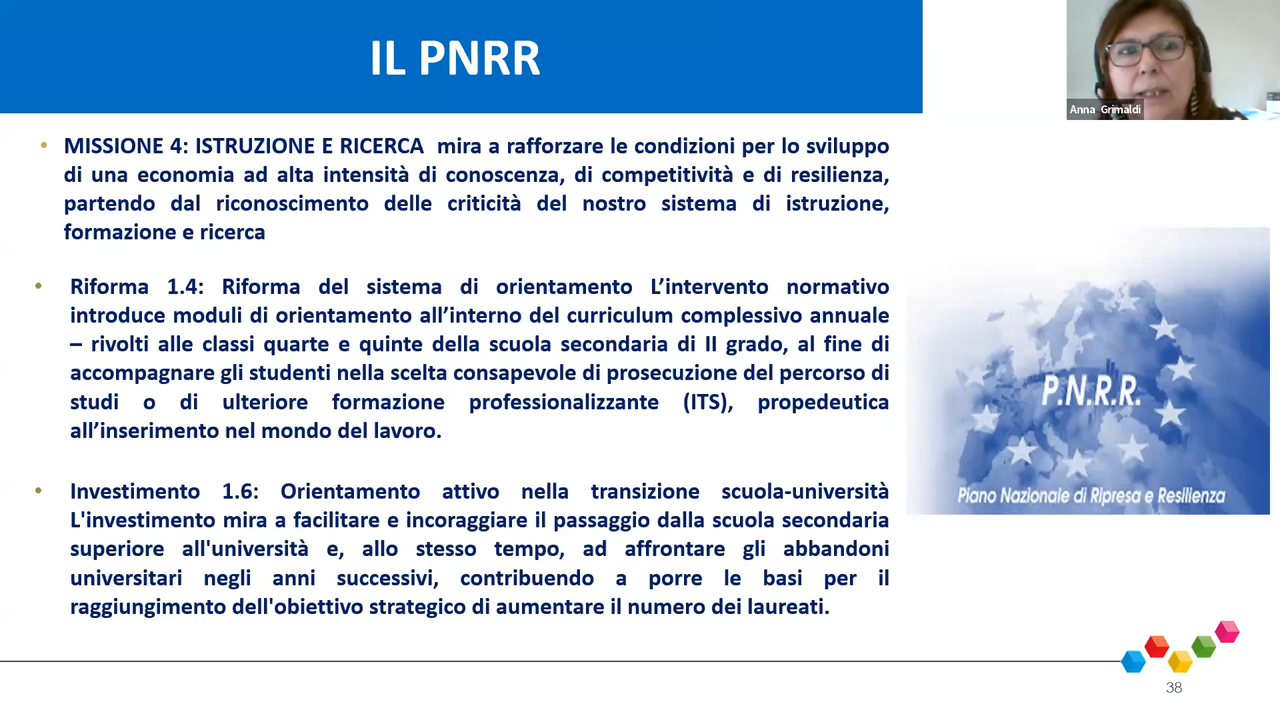 IL PNRR
Anna Grimaldi
• MISSIONE 4: ISTRUZIONE E RICERCA mira a rafforzare le condizioni per lo sviluppo
di una economia ad alta intensità di conoscenza, di competitività e di resilienza,
partendo dal riconoscimento delle criticità del nostro sistema di istruzione,
formazione e ricerca
• Riforma 1.4: Riforma del sistema di orientamento L’intervento normativo
introduce moduli di orientamento all’interno del curriculum complessivo annuale
– rivolti alle classi quarte e quinte della scuola secondaria di II grado, al fine di
accompagnare gli studenti nella scelta consapevole di prosecuzione del percorso di
studi o di ulteriore formazione professionalizzante (ITS), propedeutica
all’inserimento nel mondo del lavoro.
• Investimento 1.6: Orientamento attivo nella transizione scuola-università
L'investimento mira a facilitare e incoraggiare il passaggio dalla scuola secondaria
superiore all'università e, allo stesso tempo, ad affrontare gli abbandoni
universitari negli anni successivi, contribuendo a porre le basi per il
raggiungimento dell'obiettivo strategico di aumentare il numero dei laureati.
P.N.R.R.
Piano Nazionale di Ripresa e Resilienza
38